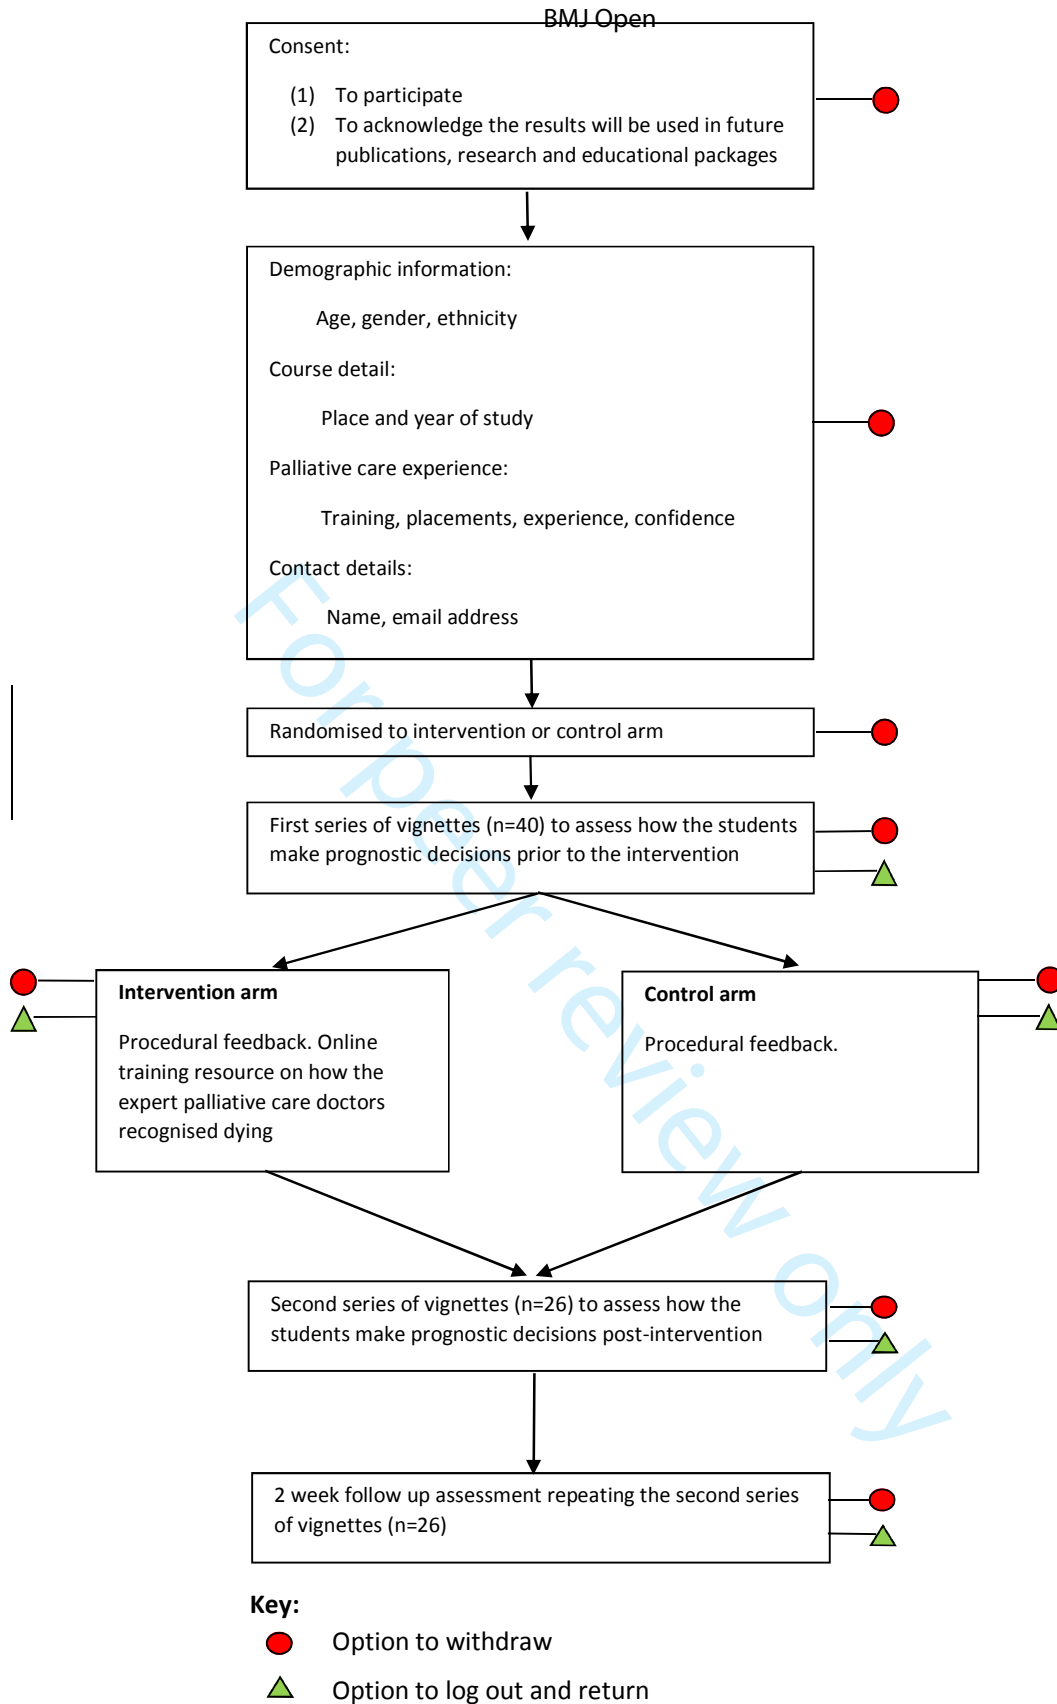 BMJ Open
Consent:
(1) To participate
(2) To acknowledge the results will be used in future
publications, research and educational packages
Demographic information:
Age, gender, ethnicity
Course detail:
Place and year of study
Palliative care experience:
Training, placements, experience, confidence
Contact details:
Name, email address
Randomised to intervention or control arm
First series of vignettes (n=40) to assess how the students
make prognostic decisions prior to the intervention
Intervention arm
Procedural feedback. Online
training resource on how the
expert palliative care doctors
recognised dying
Control arm
Procedural feedback.
Second series of vignettes (n=26) to assess how the
students make prognostic decisions post-intervention
2 week follow up assessment repeating the second series
of vignettes (n=26)
Key:
Option to withdraw
Option to log out and return
For peer review only